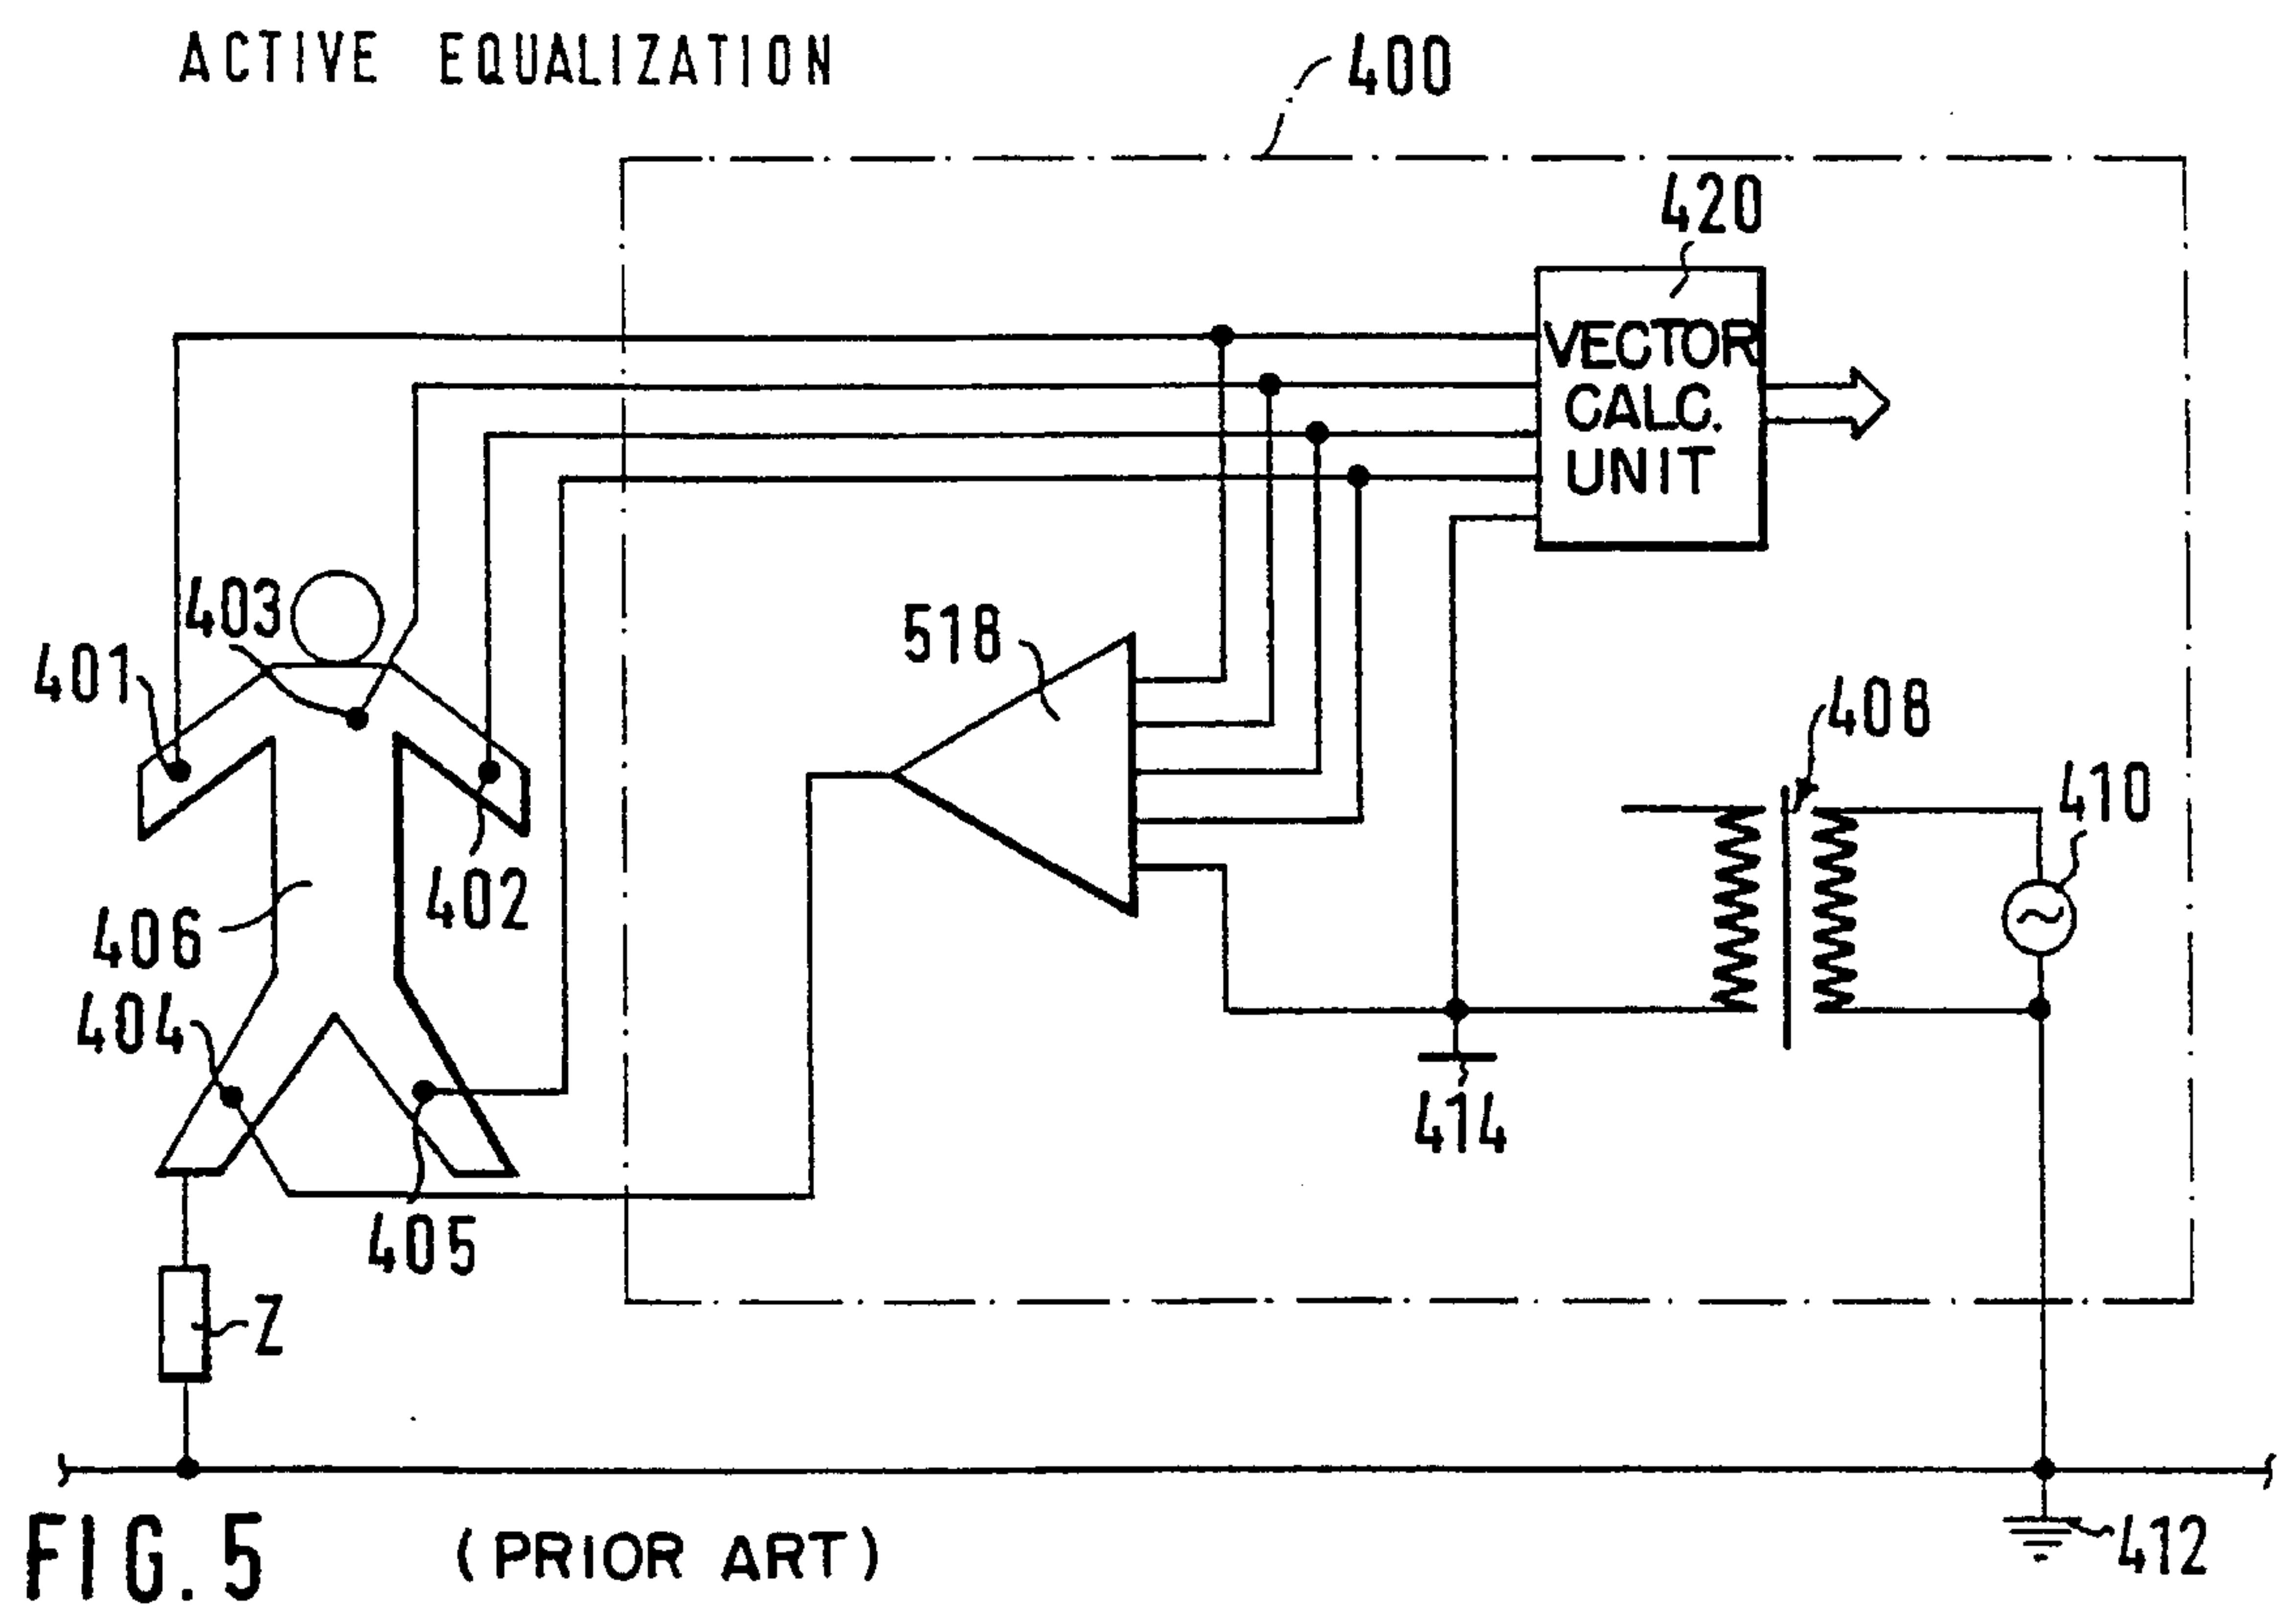 ACTIVE EQUALIZATION
400
420
VECTOR
CALC.
UNIT
403
401
518
408
410
402
406
404
414
405
Z
FIG. 5 (PRIOR ART)
412